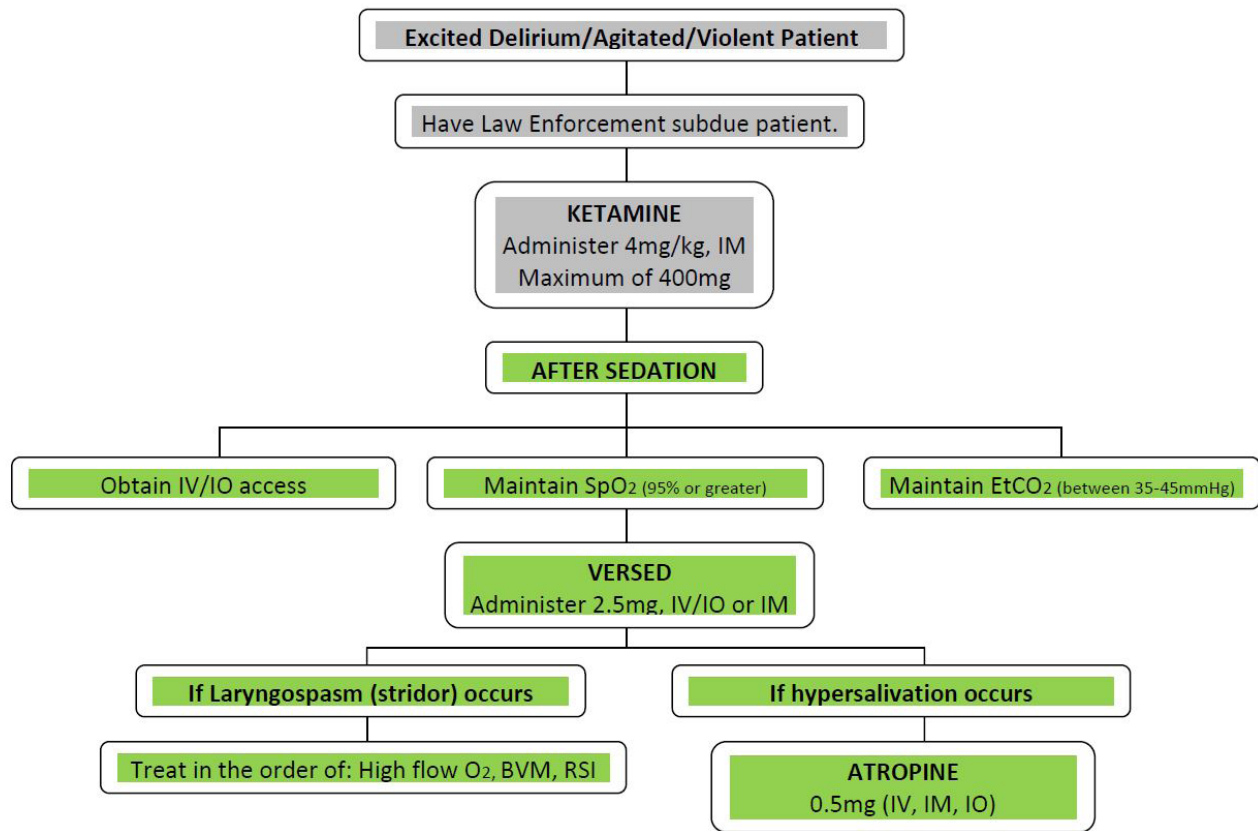 Excited Delirium/Agitated/Violent Patient
Have Law Enforcement subdue patient.
KETAMINE
Administer 4mg/kg, IM
Maximum of 400mg
AFTER SEDATION
Obtain IV/IO access
Maintain SpO₂ (95% or greater)
Maintain EtCO₂ (between 35-45mmHg)
VERSED
Administer 2.5mg, IV/IO or IM
If Laryngospasm (stridor) occurs
If hypersalivation occurs
Treat in the order of: High flow O₂, BVM, RSI
ATROPINE
0.5mg (IV, IM, IO)